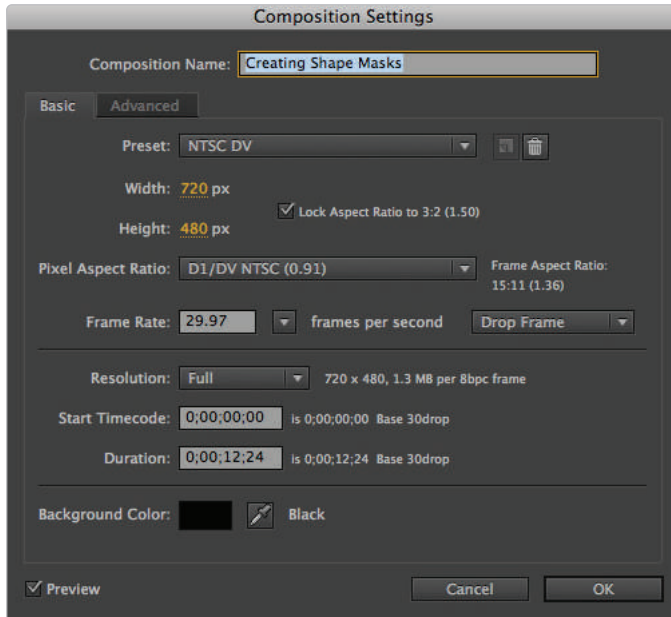 Composition Settings
Composition Name: Creating Shape Masks
Basic Advanced
Preset: NTSC DV
Width: 720 px
Lock Aspect Ratio to 3:2 (1.50)
Height: 480 px
Pixel Aspect Ratio: D1/DV NTSC (0.91) Frame Aspect Ratio:
15:11 (1.36)
Frame Rate: 29.97 frames per second Drop Frame
Resolution: Full 720 x 480, 1.3 MB per 8bpc frame
Start Timecode: 0;00;00;00 is 0;00;00;00 Base 30drop
Duration: 0;00;12;24 is 0;00;12;24 Base 30drop
Background Color: Black
Preview Cancel OK